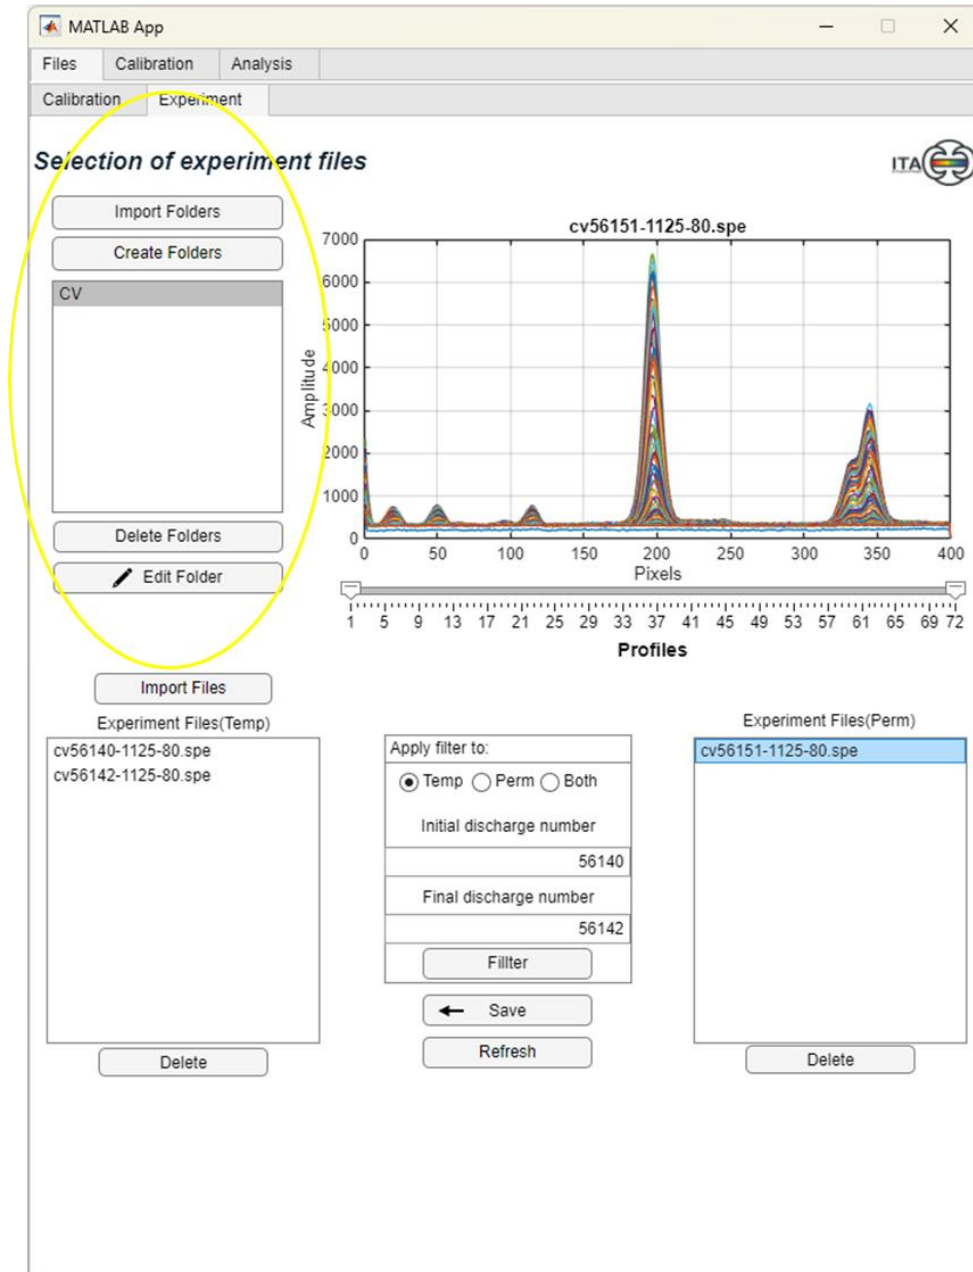 MATLAB App
Files Calibration Analysis
Calibration Experiment
Selection of experiment files
ITA
Import Folders
Create Folders
CV
Delete Folders
Edit Folder
cv56151-1125-80.spe
7000
6000
5000
4000
3000
2000
1000
0
Amplitude
0 50 100 150 200 250 300 350 400
Pixels
1 5 9 13 17 21 25 29 33 37 41 45 49 53 57 61 65 69 72
Profiles
Import Files
Experiment Files(Temp)
cv56140-1125-80.spe
cv56142-1125-80.spe
Delete
Apply filter to:
Temp Perm Both
Initial discharge number
56140
Final discharge number
56142
Fillter
Save
Refresh
Experiment Files(Perm)
cv56151-1125-80.spe
Delete